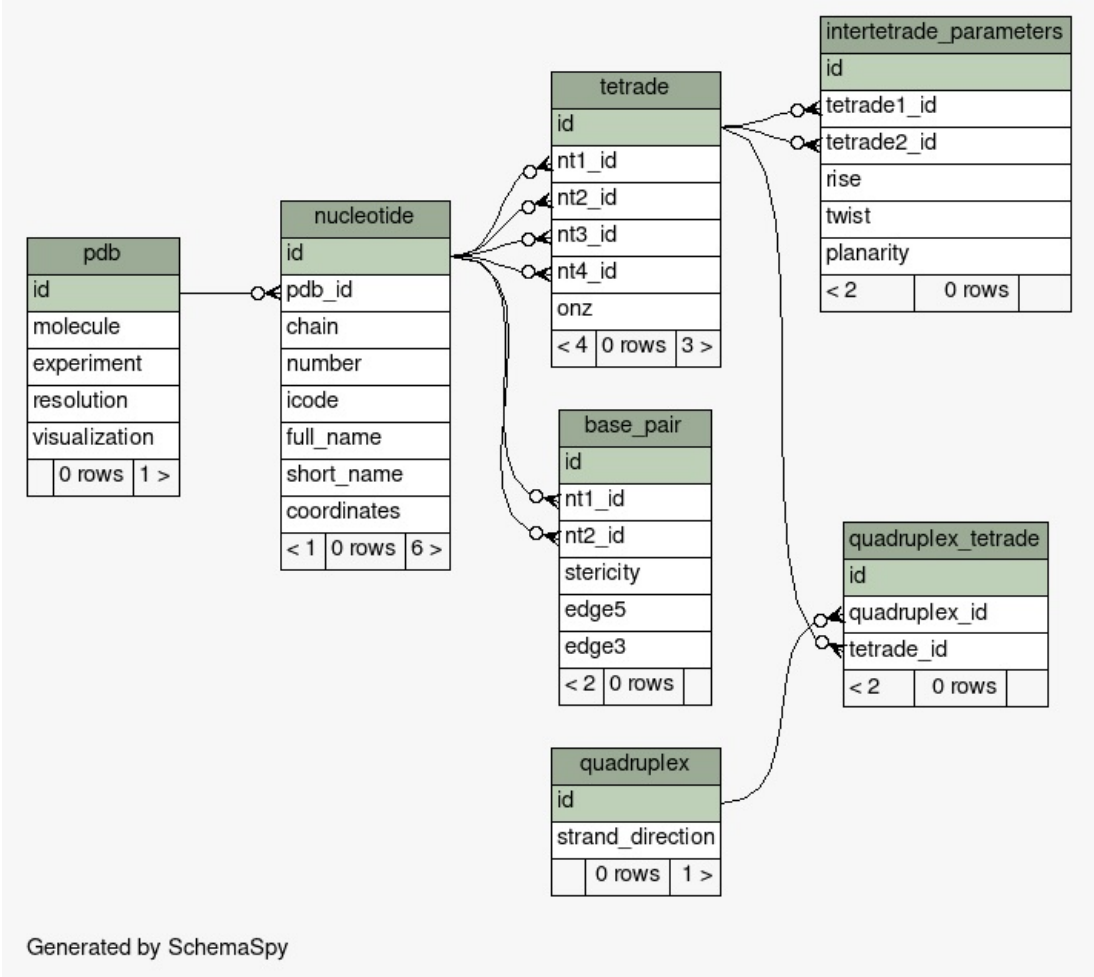 pdb
id
molecule
experiment
resolution
visualization
0 rows 1 >
nucleotide
id
pdb_id
chain
number
icode
full_name
short_name
coordinates
< 1 0 rows 6 >
tetrade
id
nt1_id
nt2_id
nt3_id
nt4_id
onz
< 4 0 rows 3 >
base_pair
id
nt1_id
nt2_id
stericity
edge5
edge3
< 2 0 rows
quadruplex
id
strand_direction
0 rows 1 >
intertetrade_parameters
id
tetrade1_id
tetrade2_id
rise
twist
planarity
< 2 0 rows
quadruplex_tetrade
id
quadruplex_id
tetrade_id
< 2 0 rows
Generated by SchemaSpy